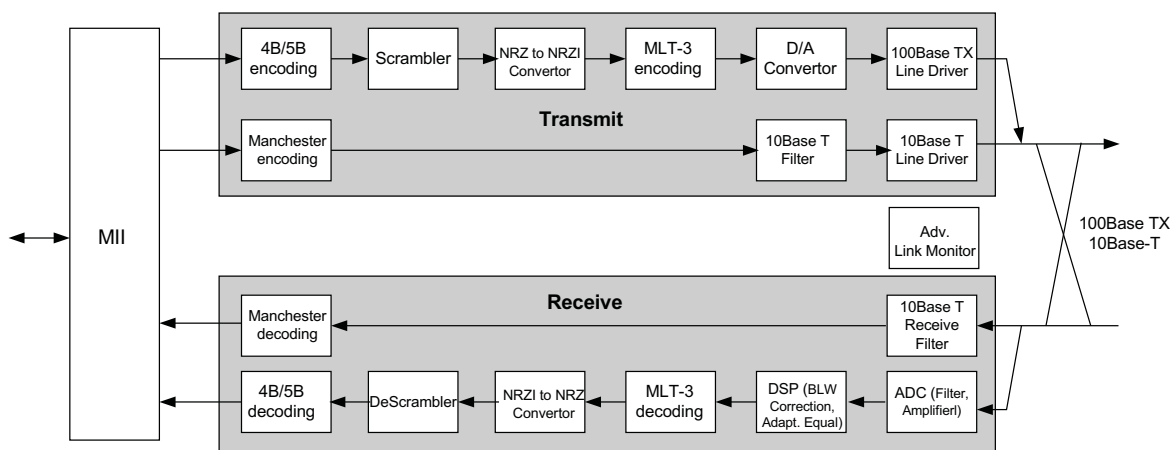 4B/5B
encoding
Scrambler
NRZ to NRZI
Convertor
MLT-3
encoding
D/A
Convertor
100Base TX
Line Driver
Transmit
Manchester
encoding
10Base T
Filter
10Base T
Line Driver
MII
Adv.
Link Monitor
100Base TX
10Base-T
Receive
Manchester
decoding
10Base T
Receive
Filter
4B/5B
decoding
DeScrambler
NRZI to NRZ
Convertor
MLT-3
decoding
DSP (BLW
Correction,
Adapt. Equal)
ADC (Filter,
Amplifierl)